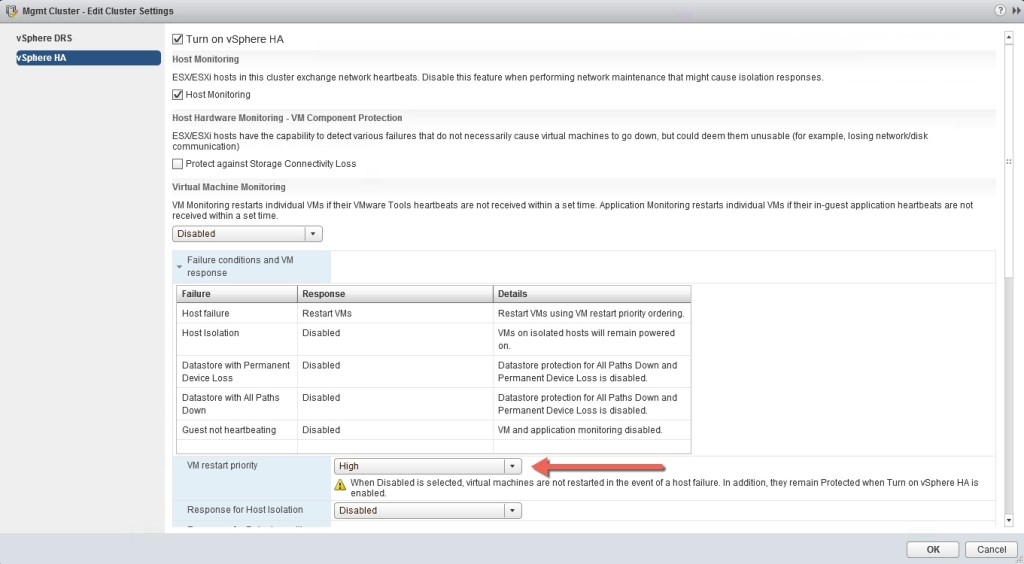 Mgmt Cluster - Edit Cluster Settings
?
vSphere DRS
vSphere HA
Turn on vSphere HA
Host Monitoring
ESX/ESXi hosts in this cluster exchange network heartbeats. Disable this feature when performing network maintenance that might cause isolation responses.
Host Monitoring
Host Hardware Monitoring - VM Component Protection
ESX/ESXi hosts have the capability to detect various failures that do not necessarily cause virtual machines to go down, but could deem them unusable (for example, losing network/disk
communication)
Protect against Storage Connectivity Loss
Virtual Machine Monitoring
VM Monitoring restarts individual VMs if their VMware Tools heartbeats are not received within a set time. Application Monitoring restarts individual VMs if their in-guest application heartbeats are not
received within a set time.
Disabled
Failure conditions and VM
response
Failure Response Details
Host failure Restart VMs Restart VMs using VM restart priority ordering.
Host Isolation Disabled VMs on isolated hosts will remain powered
on.
Datastore with Permanent Disabled Datastore protection for All Paths Down and
Device Loss Permanent Device Loss is disabled.
Datastore with All Paths Disabled Datastore protection for All Paths Down and
Down Permanent Device Loss is disabled.
Guest not heartbeating Disabled VM and application monitoring disabled.
VM restart priority High
When Disabled is selected, virtual machines are not restarted in the event of a host failure. In addition, they remain Protected when Turn on vSphere HA is
enabled.
Response for Host Isolation Disabled
OK Cancel